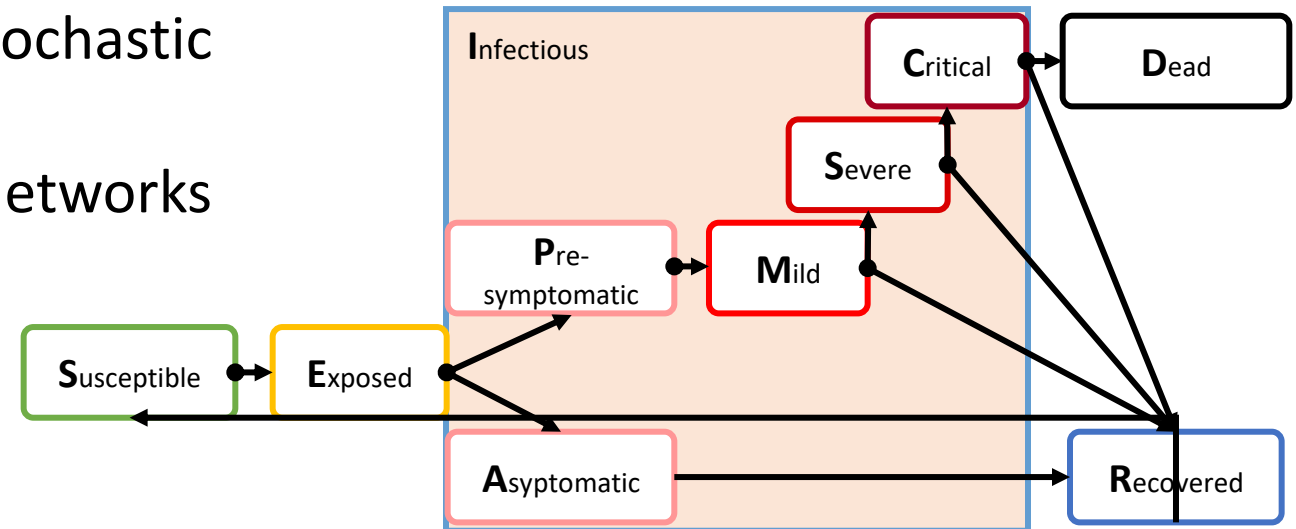 ochastic
etworks
Infectious
Critical
Dead
Severe
Pre-
symptomatic
Mild
Susceptible
Exposed
Asyptomatic
Recovered